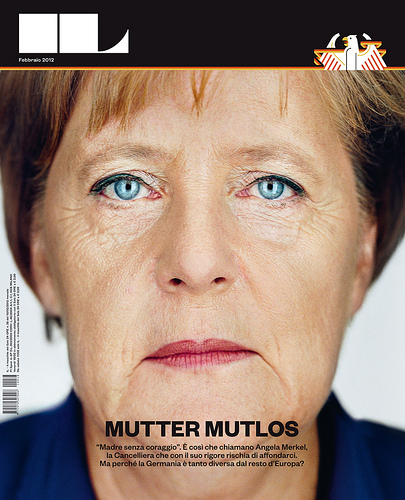 IL
Febbraio 2012
MUTTER MUTLOS
"Madre senza coraggio". È così che chiamano Angela Merkel,
la Cancelliera che con il suo rigore rischia di affondarci.
Ma perché la Germania è tanto diversa dal resto d'Europa?